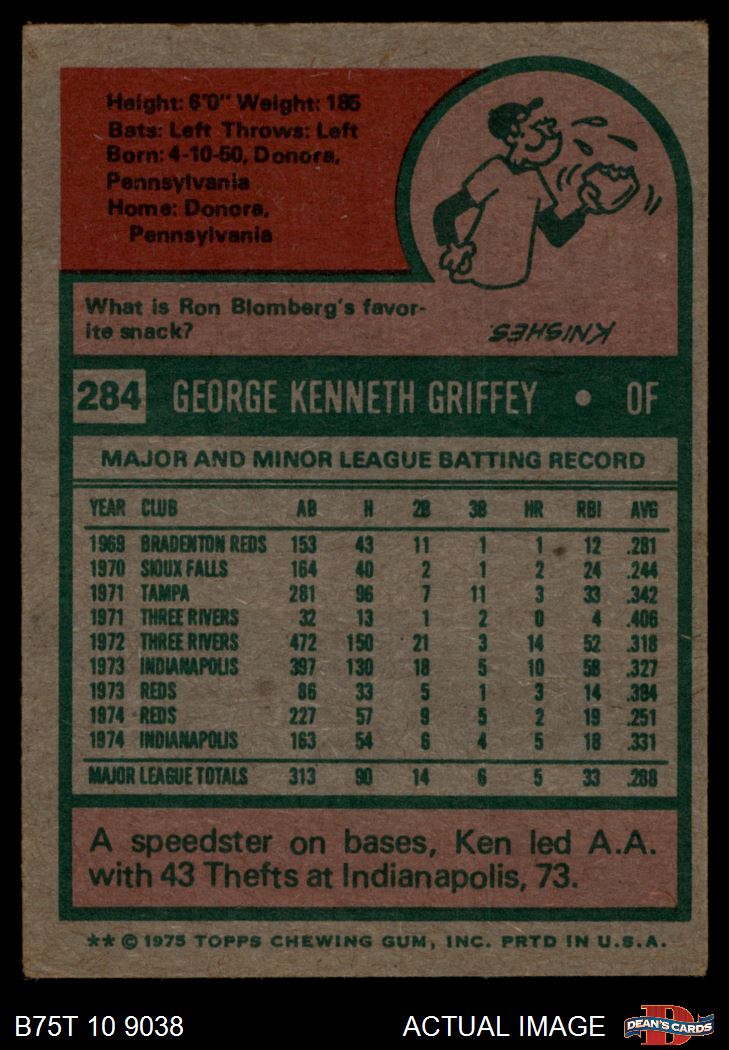 Height: 6'0" Weight: 185
Bats: Left Throws: Left
Born: 4-10-50, Donora,
Pennsylvania
Home: Donora,
Pennsylvania
What is Ron Blomberg's favor-
ite snack?
KNISHES.
284 GEORGE KENNETH GRIFFEY • OF
MAJOR AND MINOR LEAGUE BATTING RECORD
YEAR CLUB AB H 2B 3B HR RBI AVG
1969 BRADENTON REDS 153 43 11 1 1 12 .281
1970 SIOUX FALLS 164 40 2 1 2 24 .244
1971 TAMPA 281 96 7 11 3 33 .342
1971 THREE RIVERS 32 13 1 2 0 4 .406
1972 THREE RIVERS 472 150 21 3 14 52 .318
1973 INDIANAPOLIS 397 130 18 5 10 58 .327
1973 REDS 86 33 5 1 3 14 .384
1974 REDS 227 57 9 5 2 19 .251
1974 INDIANAPOLIS 163 54 6 4 5 18 .331
MAJOR LEAGUE TOTALS 313 90 14 6 5 33 .288
A speedster on bases, Ken led A.A.
with 43 Thefts at Indianapolis, 73.
** © 1975 TOPPS CHEWING GUM, INC. PRTD IN U.S.A.
B75T 10 9038 ACTUAL IMAGE D DEAN'S CARDS